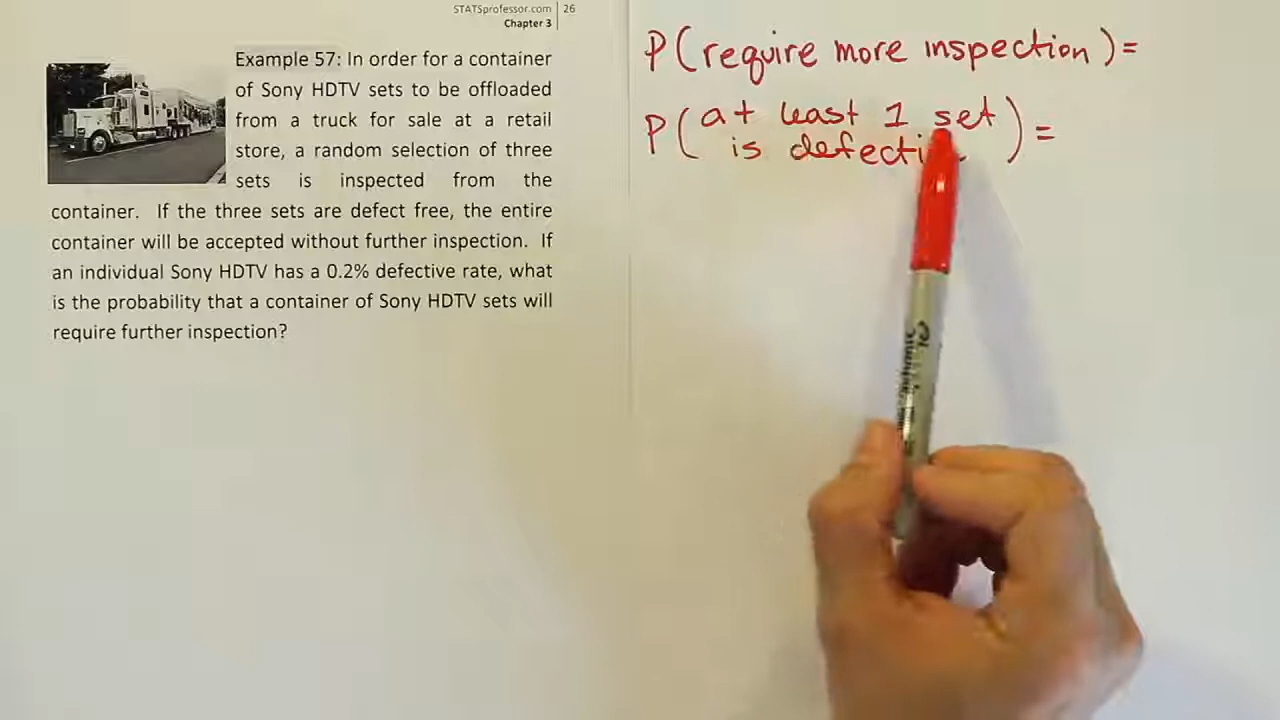 STATSprofessor.com 26
Chapter 3
Example 57: In order for a container
of Sony HDTV sets to be offloaded
from a truck for sale at a retail
store, a random selection of three
sets is inspected from the
container. If the three sets are defect free, the entire
container will be accepted without further inspection. If
an individual Sony HDTV has a 0.2% defective rate, what
is the probability that a container of Sony HDTV sets will
require further inspection?
P(require more inspection) =
P(at least 1 set
is ) =